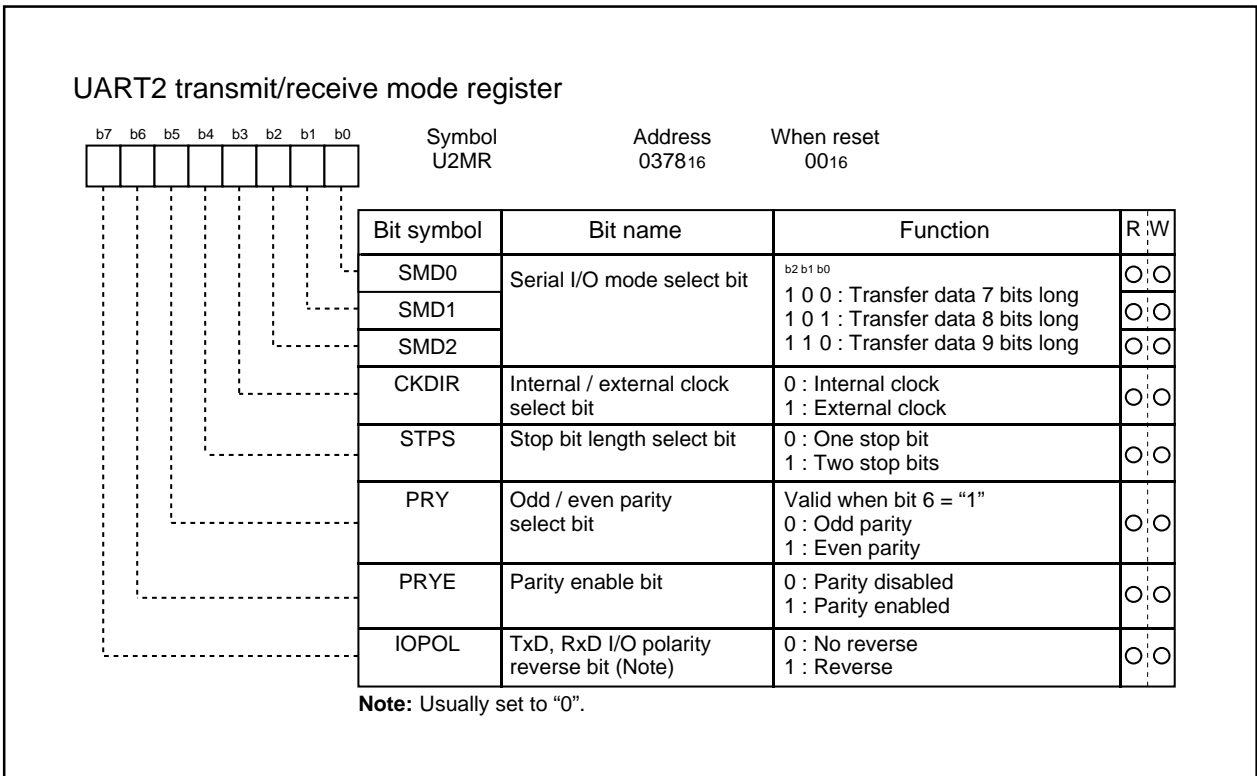 UART2 transmit/receive mode register
b7 b6 b5 b4 b3 b2 b1 b0
Symbol Address When reset
U2MR 037816 0016
Bit symbol Bit name Function R W
SMD0 Serial I/O mode select bit b2 b1 b0
1 0 0 : Transfer data 7 bits long
SMD1 1 0 1 : Transfer data 8 bits long
SMD2 1 1 0 : Transfer data 9 bits long
CKDIR Internal / external clock 0 : Internal clock
select bit 1 : External clock
STPS Stop bit length select bit 0 : One stop bit
1 : Two stop bits
PRY Odd / even parity Valid when bit 6 = “1”
select bit 0 : Odd parity
1 : Even parity
PRYE Parity enable bit 0 : Parity disabled
1 : Parity enabled
IOPOL TxD, RxD I/O polarity 0 : No reverse
reverse bit (Note) 1 : Reverse
Note: Usually set to “0”.